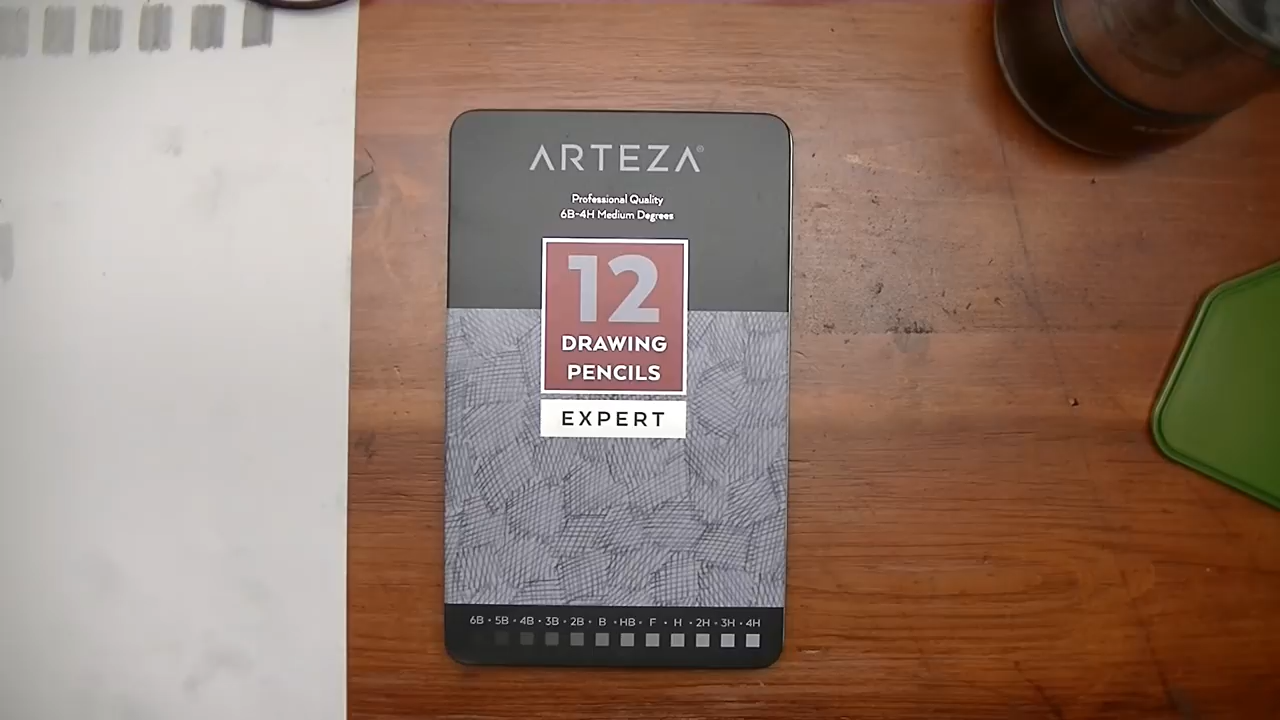 ARTEZA®
Professional Quality
6B-4H Medium Degrees
12
DRAWING
PENCILS
EXPERT
6B • 5B • 4B • 3B • 2B • B • HB • F • H • 2H • 3H • 4H